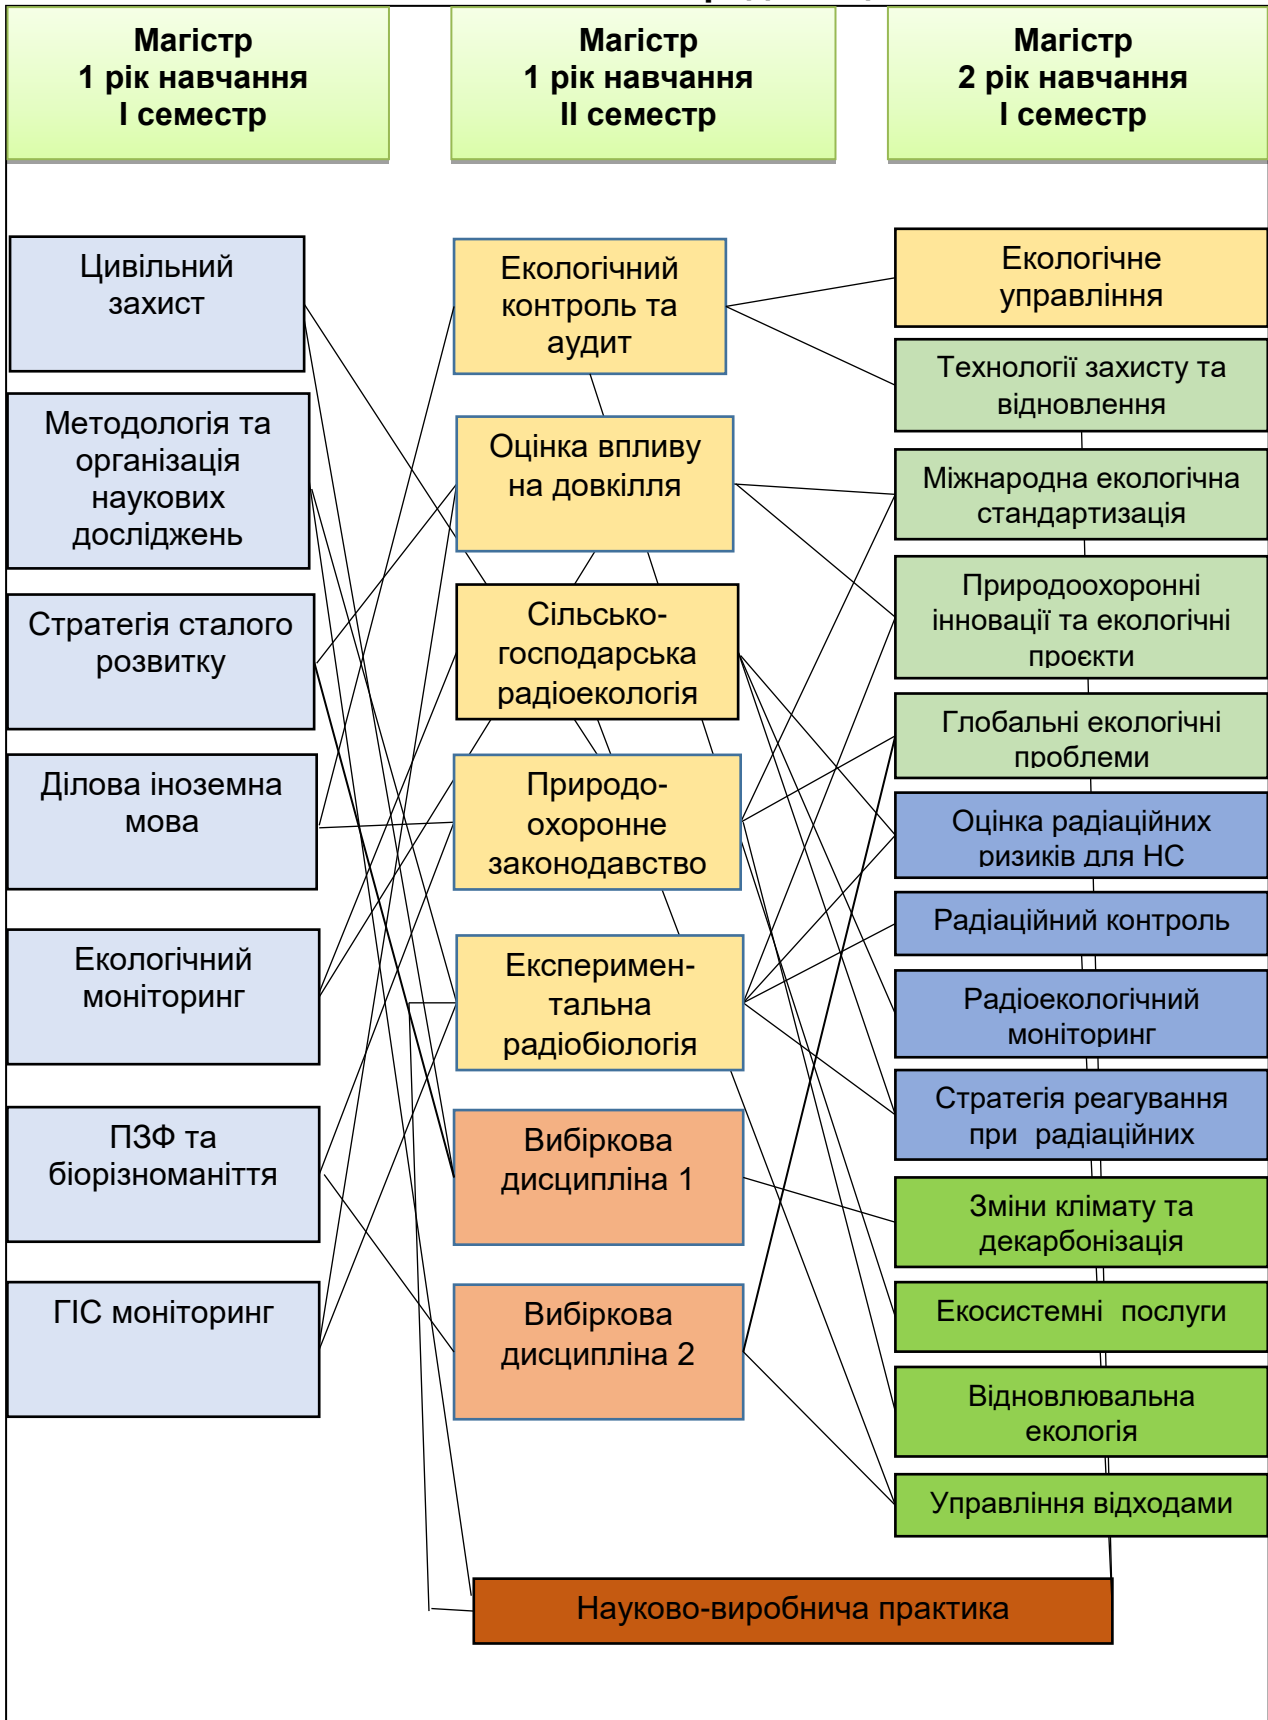 Магістр
1 рік навчання
І семестр
Магістр
1 рік навчання
ІІ семестр
Магістр
2 рік навчання
І семестр
Цивільний
захист
Методологія та
організація
наукових
досліджень
Стратегія сталого
розвитку
Ділова іноземна
мова
Екологічний
моніторинг
ПЗФ та
біорізноманіття
ГІС моніторинг
Екологічний
контроль та
аудит
Оцінка впливу
на довкілля
Сільсько-
господарська
радіоекологія
Природо-
охоронне
законодавство
Експеримен-
тальна
радіобіологія
Вибіркова
дисципліна 1
Вибіркова
дисципліна 2
Екологічне
управління
Технології захисту та
відновлення
Міжнародна екологічна
стандартизація
Природоохоронні
інновації та екологічні
проєкти
Глобальні екологічні
проблеми
Оцінка радіаційних
ризиків для НС
Радіаційний контроль
Радіоекологічний
моніторинг
Стратегія реагування
при радіаційних
Зміни клімату та
декарбонізація
Екосистемні послуги
Відновлювальна
екологія
Управління відходами
Науково-виробнича практика